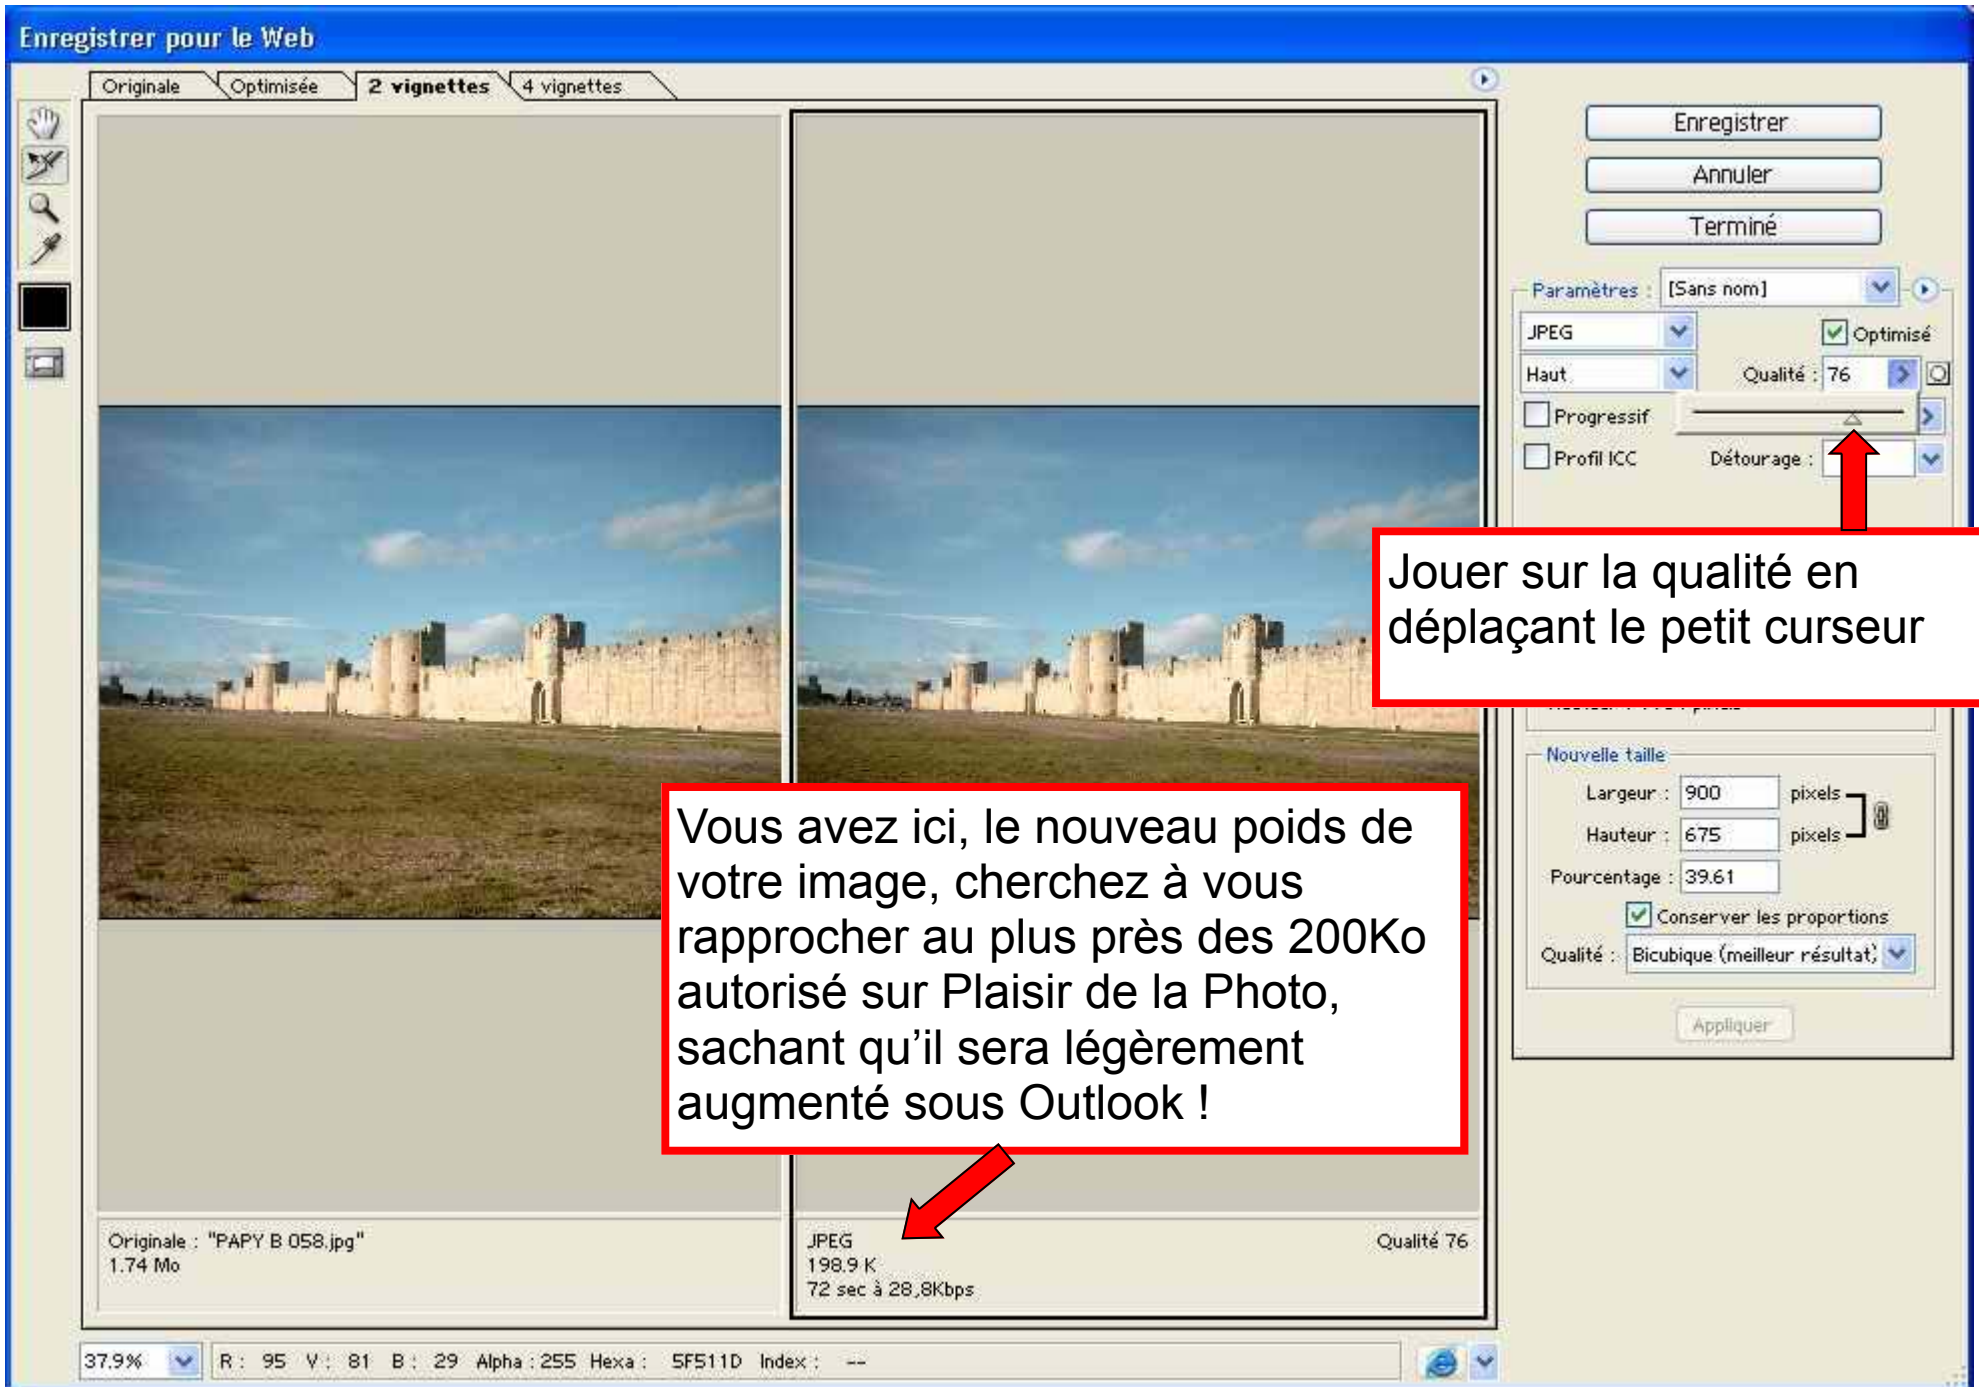 Enregistrer pour le Web
Originale Optimisée 2 vignettes 4 vignettes
Enregistrer
Annuler
Terminé
Paramètres : [Sans nom]
JPEG Optimisé
Haut Qualité : 76
Progressif
Profil ICC Détourage :
Jouer sur la qualité en
déplaçant le petit curseur
pixels
Nouvelle taille
Largeur : 900 pixels
Hauteur : 675 pixels
Pourcentage : 39.61
Conserver les proportions
Qualité : Bicubique (meilleur résultat)
Appliquer
Vous avez ici, le nouveau poids de
votre image, cherchez à vous
rapprocher au plus près des 200Ko
autorisé sur Plaisir de la Photo,
sachant qu’il sera légèrement
augmenté sous Outlook !
Originale : "PAPY B 058.jpg"
1.74 Mo
JPEG Qualité 76
198.9 K
72 sec à 28,8Kbps
37.9% R : 95 V : 81 B : 29 Alpha : 255 Hexa : 5F511D Index : --